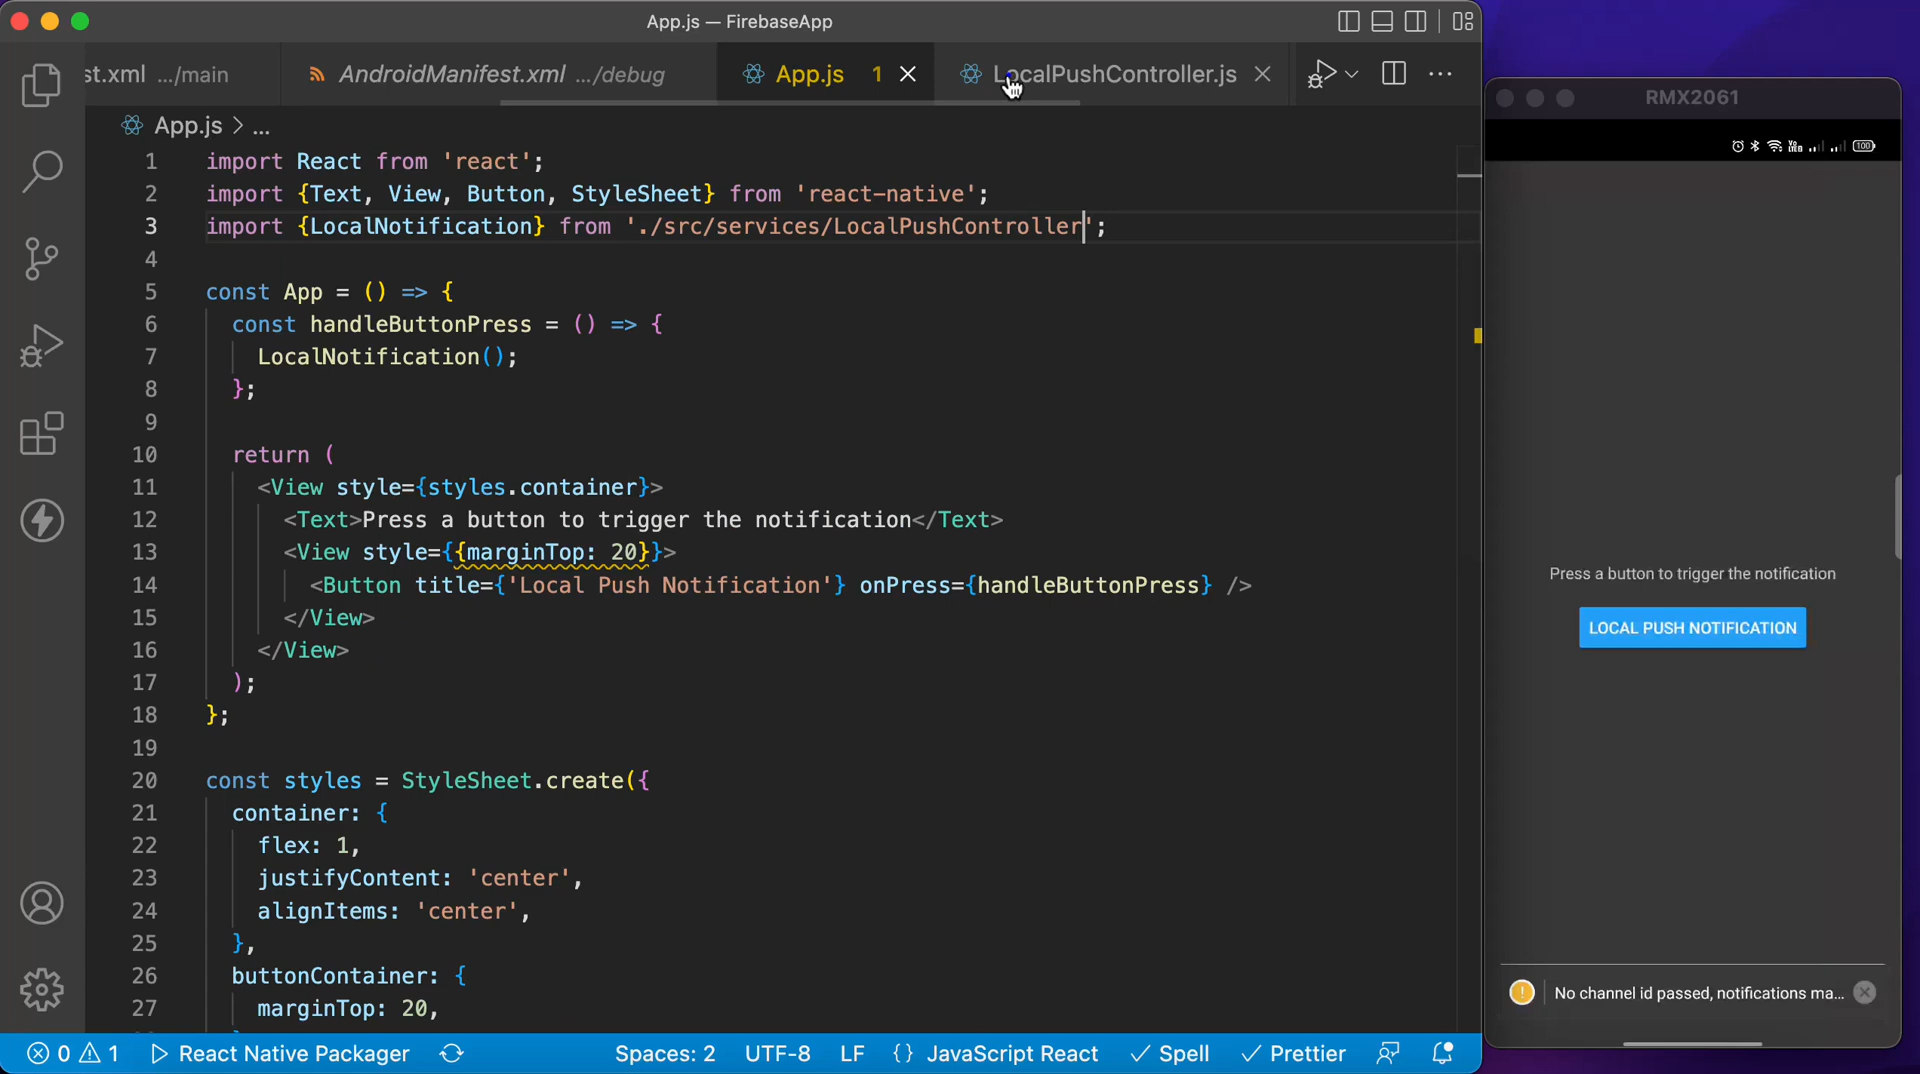 App.js — FirebaseApp
st.xml .../main
AndroidManifest.xml .../debug
App.js 1
LocalPushController.js
App.js > ...
1 import React from 'react';
2 import {Text, View, Button, StyleSheet} from 'react-native';
3 import {LocalNotification} from './src/services/LocalPushController';
4
5 const App = () => {
6 const handleButtonPress = () => {
7 LocalNotification();
8 };
9
10 return (
11 <View style={styles.container}>
12 <Text>Press a button to trigger the notification</Text>
13 <View style={{marginTop: 20}}>
14 <Button title={'Local Push Notification'} onPress={handleButtonPress} />
15 </View>
16 </View>
17 );
18 };
19
20 const styles = StyleSheet.create({
21 container: {
22 flex: 1,
23 justifyContent: 'center',
24 alignItems: 'center',
25 },
26 buttonContainer: {
27 marginTop: 20,
0 1 React Native Packager Spaces: 2 UTF-8 LF {} JavaScript React Spell Prettier
RMX2061
100
Press a button to trigger the notification
LOCAL PUSH NOTIFICATION
No channel id passed, notifications ma...